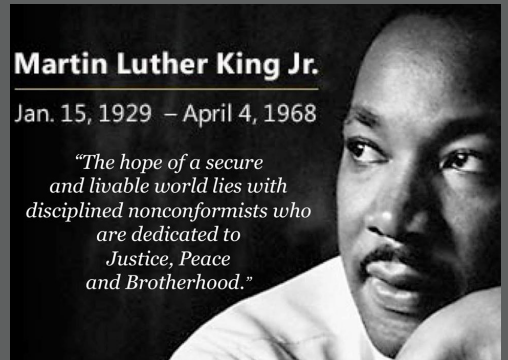 Martin Luther King Jr.
Jan. 15, 1929 – April 4, 1968
“The hope of a secure
and livable world lies with
disciplined nonconformists who
are dedicated to
Justice, Peace
and Brotherhood.”